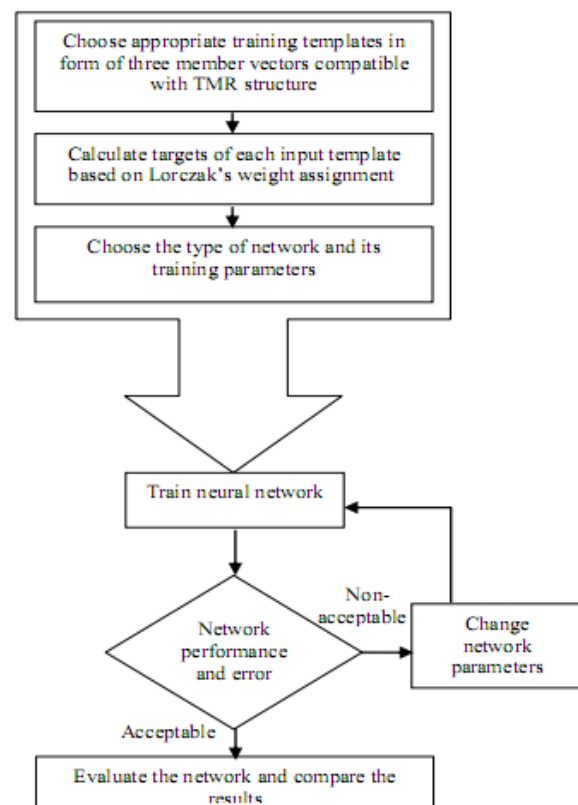 Choose appropriate training templates in
form of three member vectors compatible
with TMR structure
Calculate targets of each input template
based on Lorczak's weight assignment
Choose the type of network and its
training parameters
Train neural network
Network
performance
and error
Non-
acceptable
Change
network
parameters
Acceptable
Evaluate the network and compare the
results